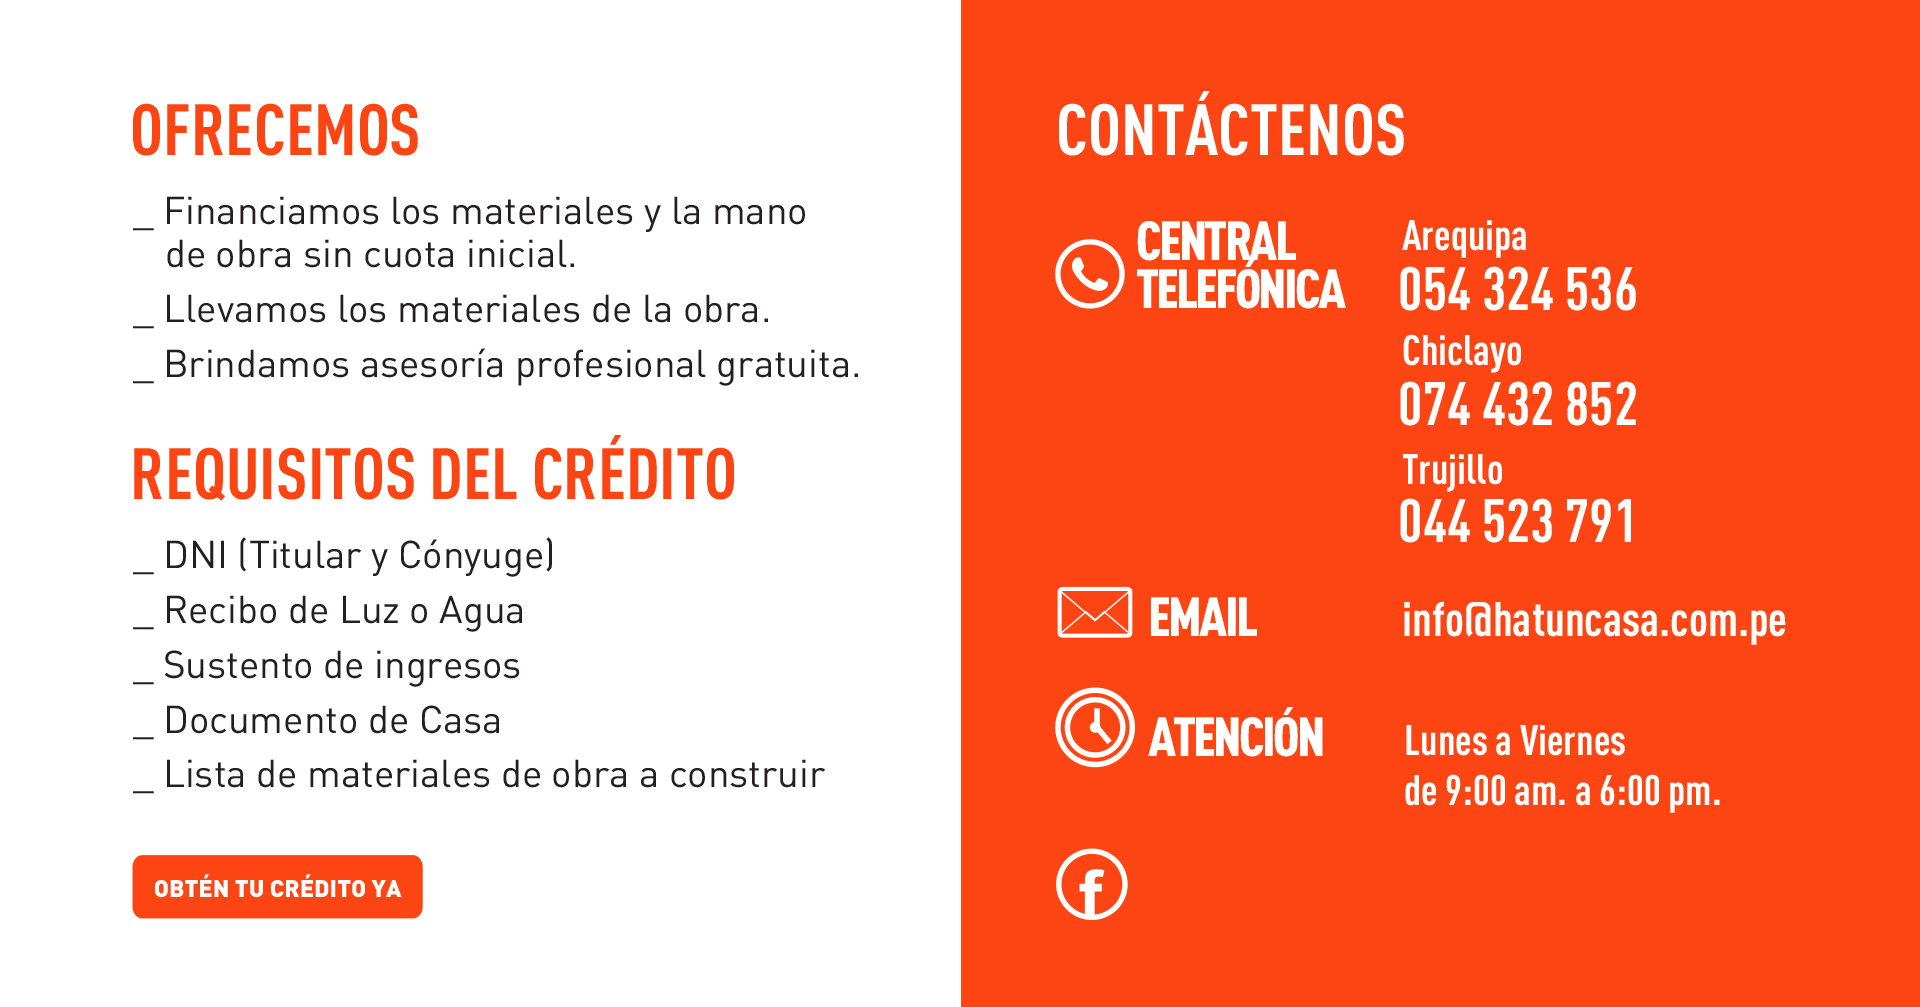 OFRECEMOS
_ Financiamos los materiales y la mano
de obra sin cuota inicial.
_ Llevamos los materiales de la obra.
_ Brindamos asesoría profesional gratuita.
REQUISITOS DEL CRÉDITO
_ DNI (Titular y Cónyuge)
_ Recibo de Luz o Agua
_ Sustento de ingresos
_ Documento de Casa
_ Lista de materiales de obra a construir
OBTÉN TU CRÉDITO YA
CONTÁCTENOS
CENTRAL
TELEFÓNICA
Arequipa
054 324 536
Chiclayo
074 432 852
Trujillo
044 523 791
EMAIL
info@hatuncasa.com.pe
ATENCIÓN
Lunes a Viernes
de 9:00 am. a 6:00 pm.
f